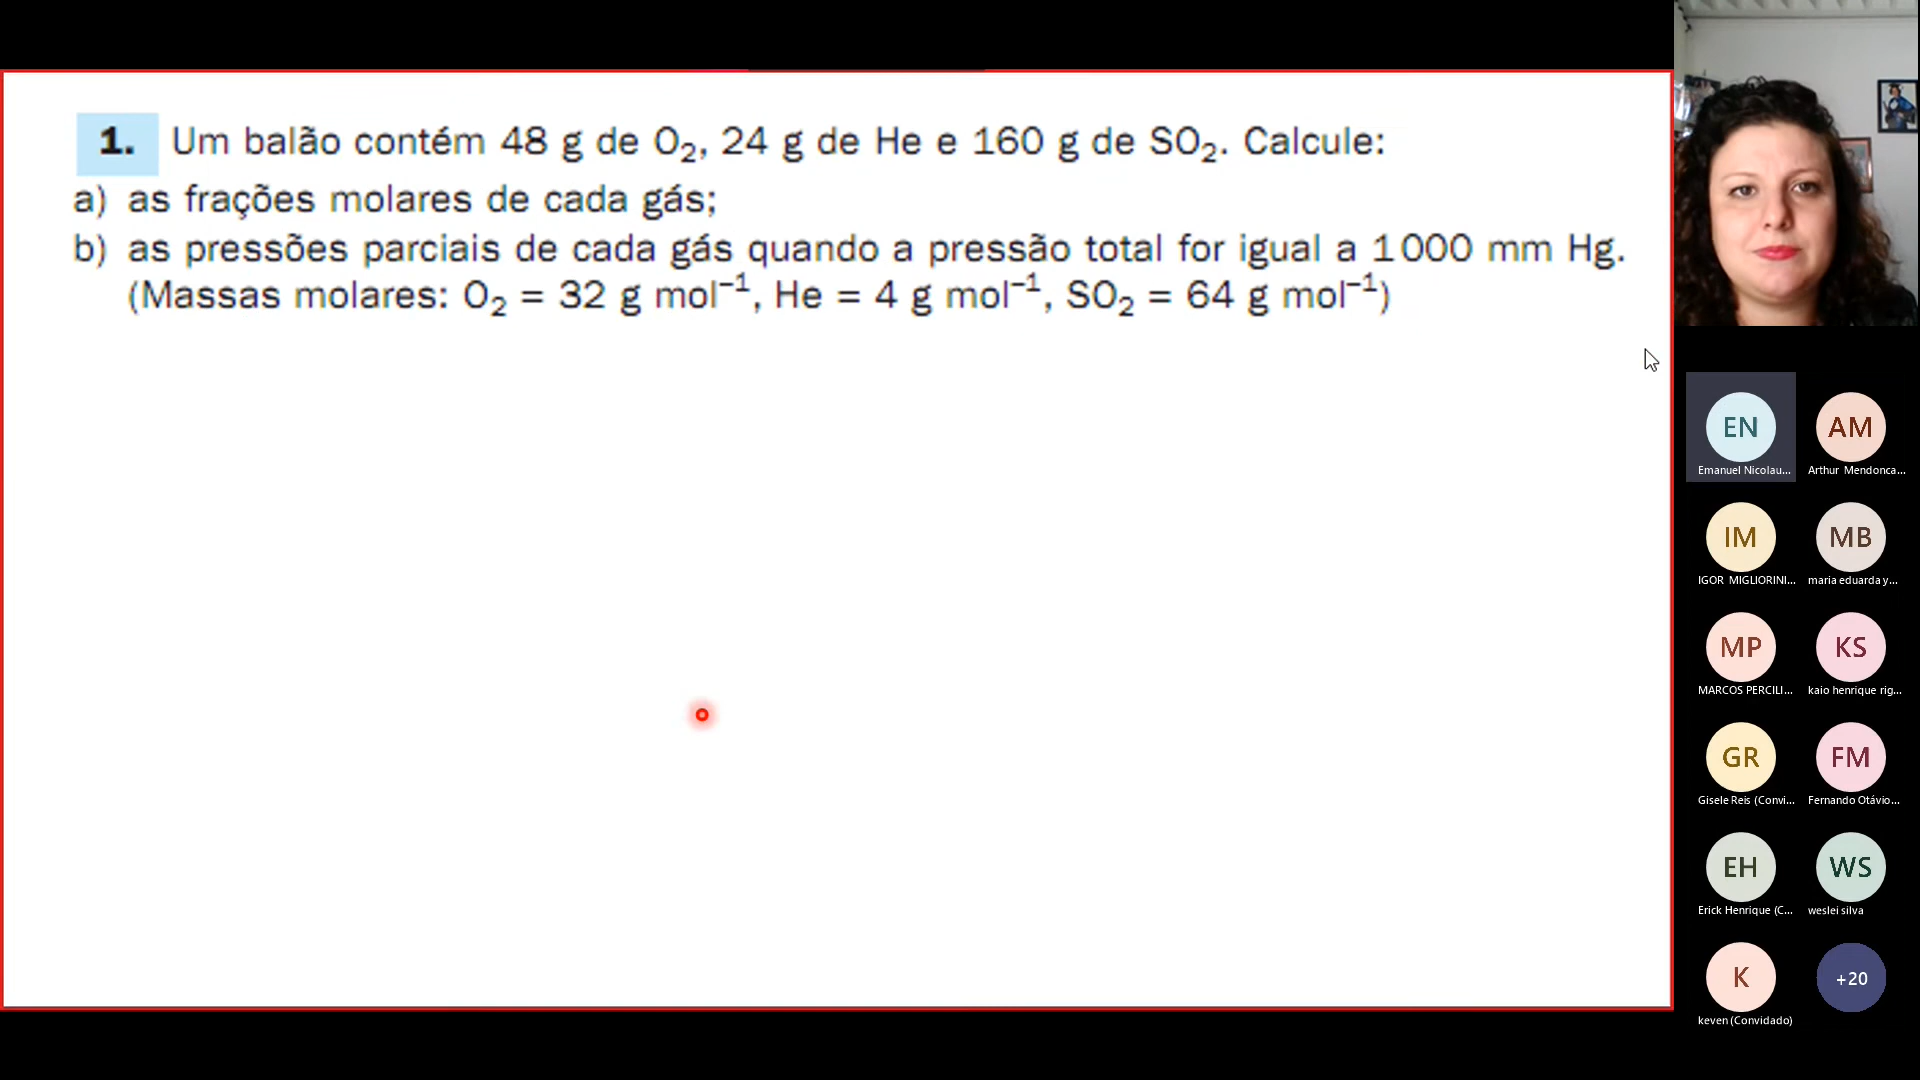 1. Um balão contém 48 g de O₂, 24 g de He e 160 g de SO₂. Calcule:
a) as frações molares de cada gás;
b) as pressões parciais de cada gás quando a pressão total for igual a 1 000 mm Hg.
(Massas molares: O₂ = 32 g mol⁻¹, He = 4 g mol⁻¹, SO₂ = 64 g mol⁻¹)
EN AM
Emanuel Nicolau... Arthur Mendonca...
IM MB
IGOR MIGLIORINI... maria eduarda y...
MP KS
MARCOS PERCILI... kaio henrique rig...
GR FM
Gisele Reis (Convi... Fernando Otávio...
EH WS
Erick Henrique (C... weslei silva
K +20
keven (Convidado)